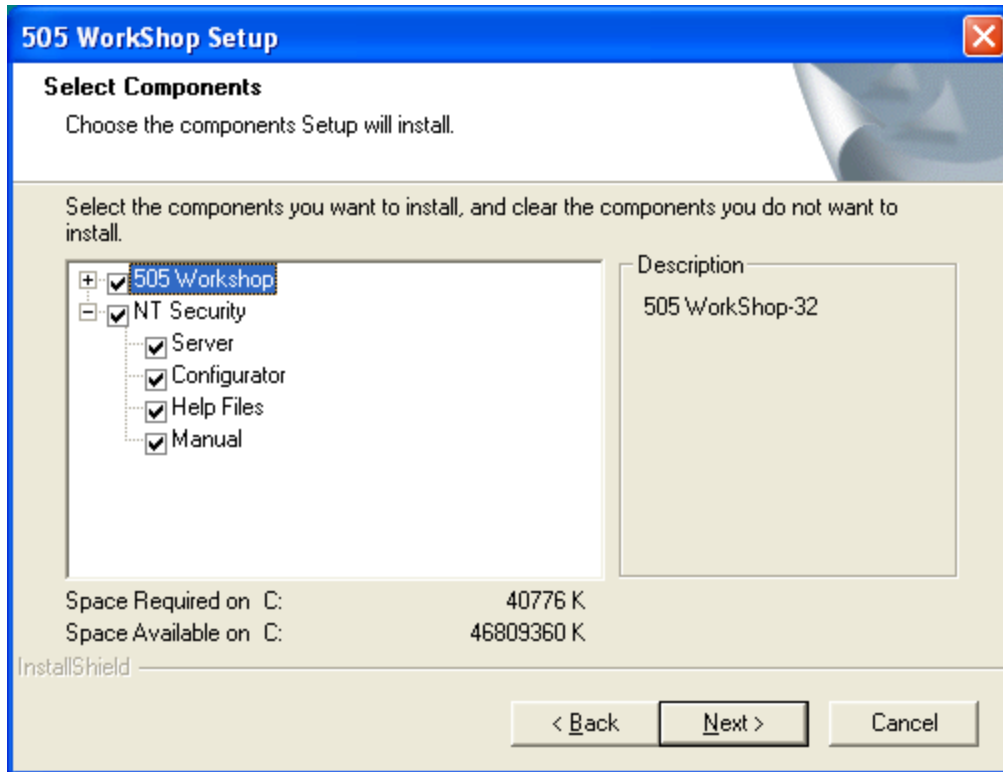 505 WorkShop Setup
Select Components
Choose the components Setup will install.
Select the components you want to install, and clear the components you do not want to
install.
505 Workshop
NT Security
Server
Configurator
Help Files
Manual
Description
505 WorkShop-32
Space Required on C: 40776 K
Space Available on C: 46809360 K
InstallShield
< Back Next > Cancel